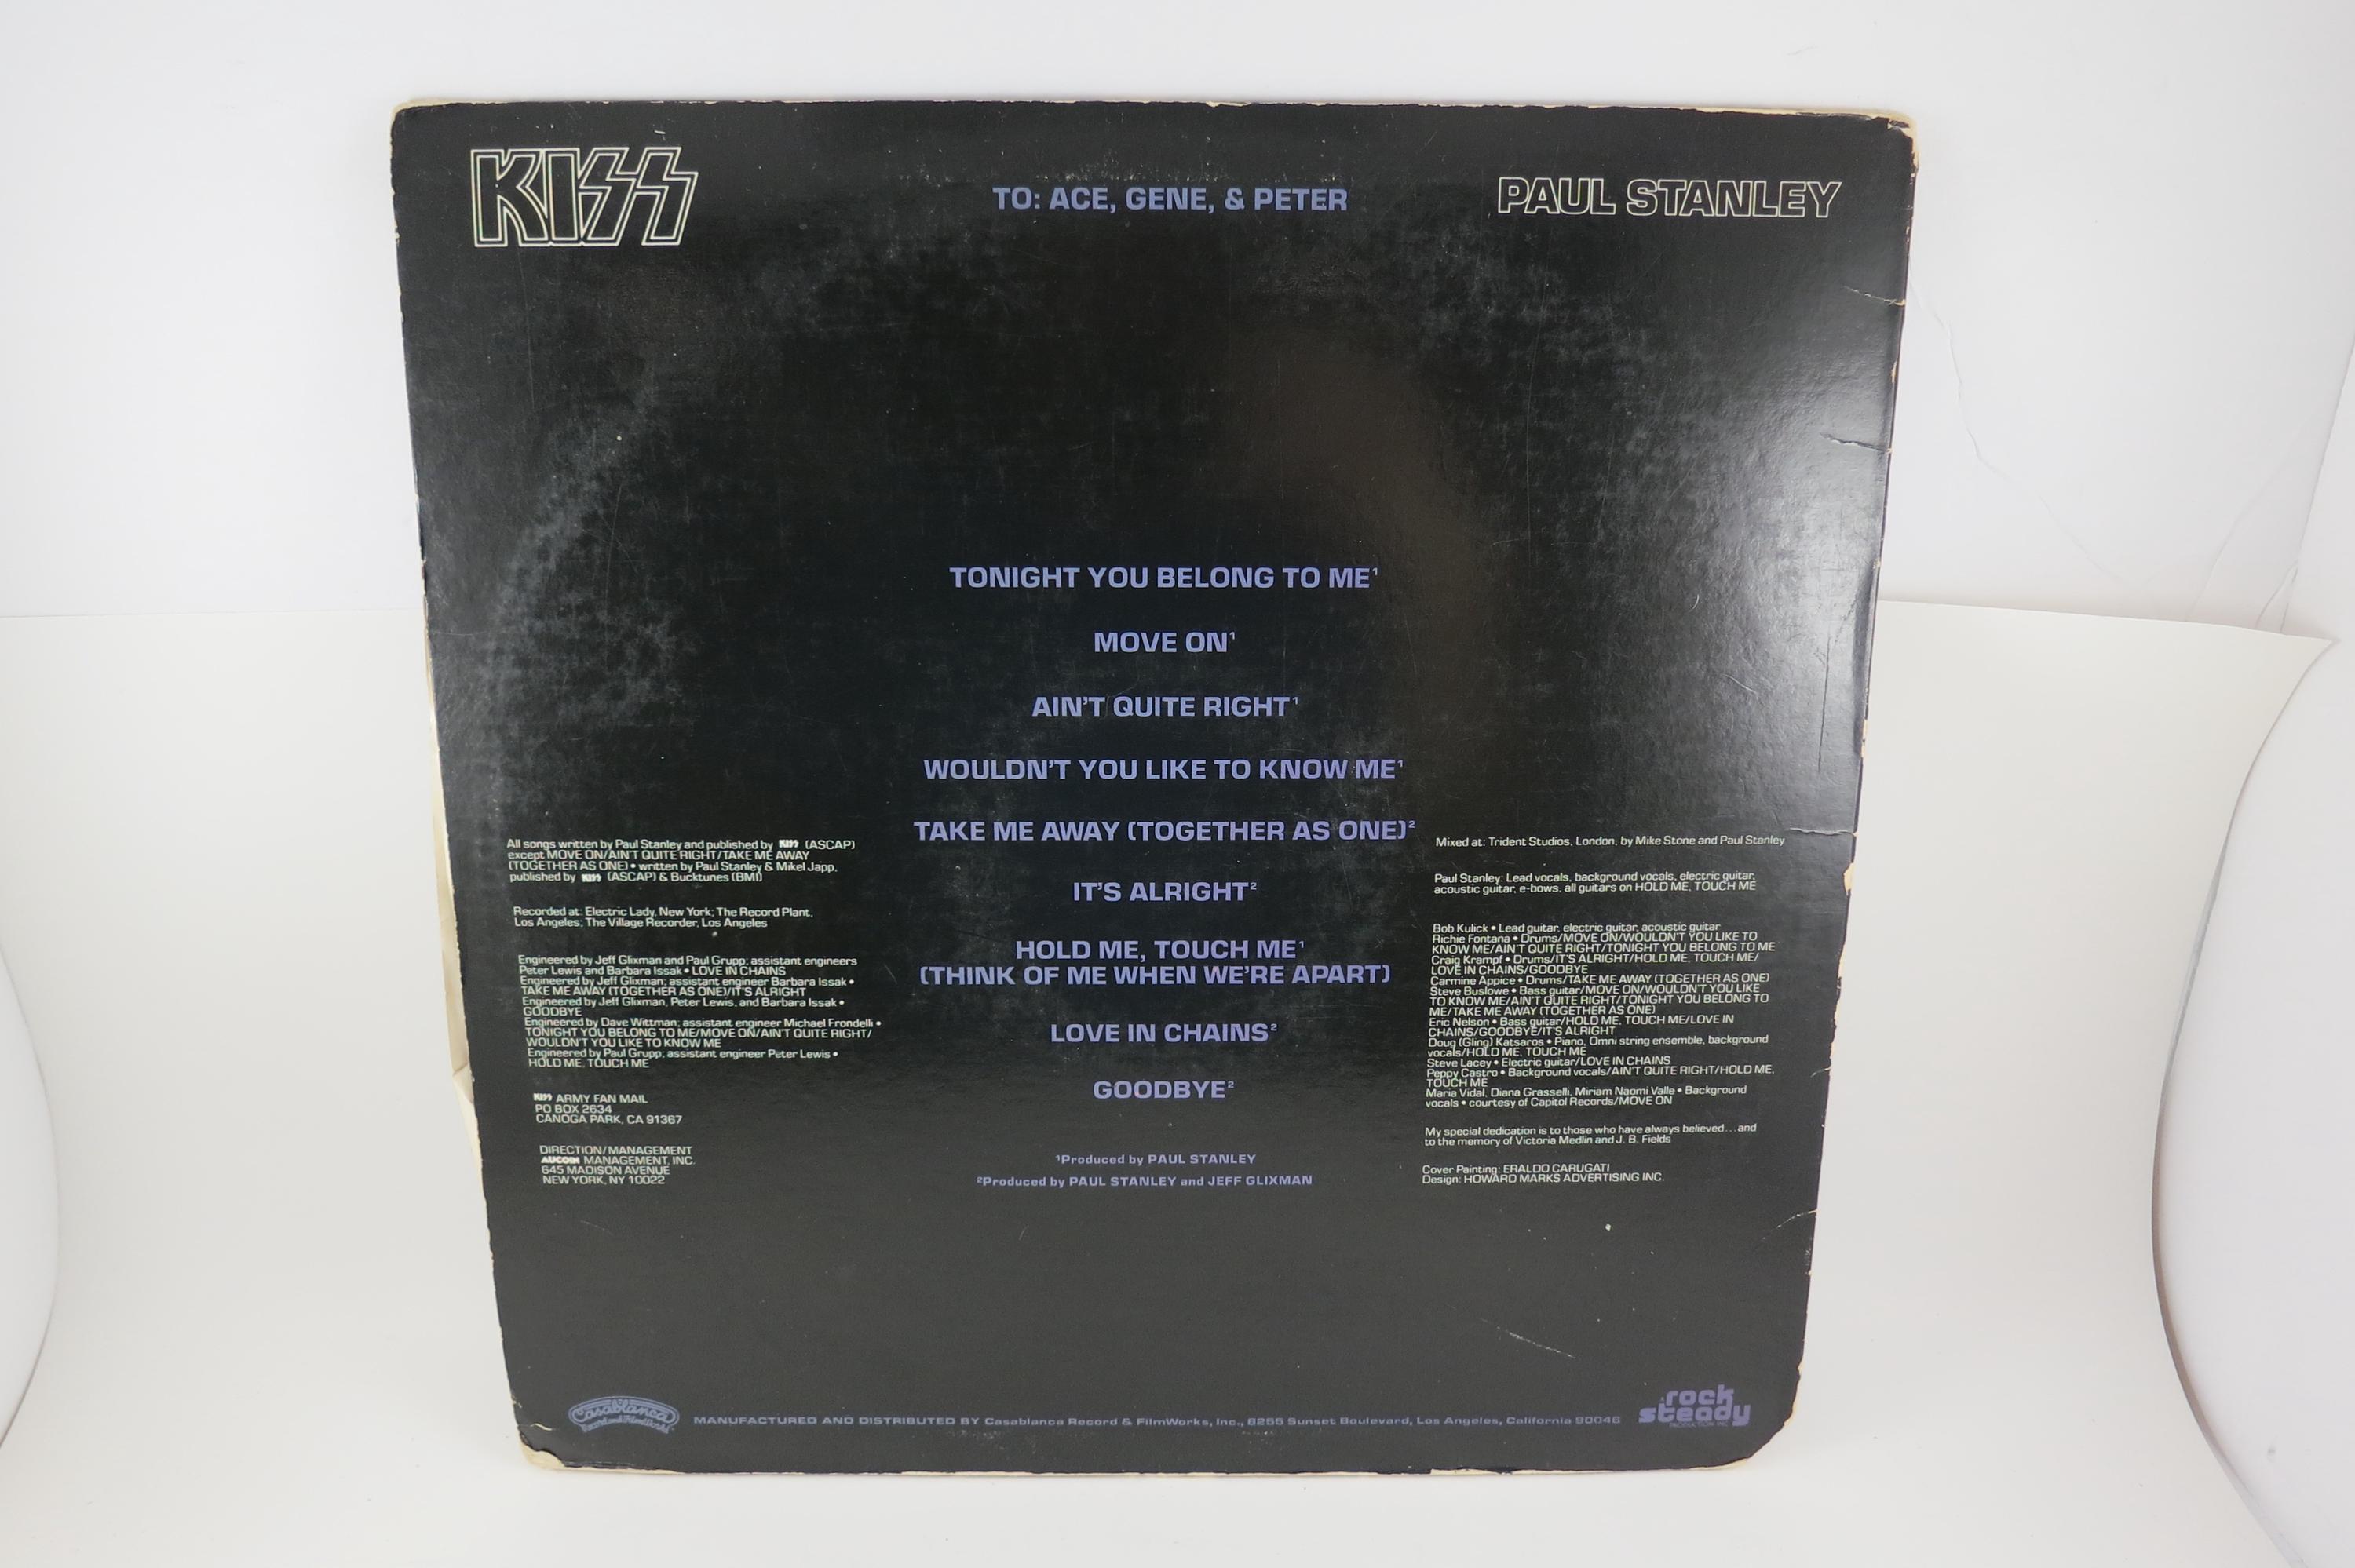 KISS
TO: ACE, GENE, & PETER
PAUL STANLEY
TONIGHT YOU BELONG TO ME¹
MOVE ON¹
AIN'T QUITE RIGHT¹
WOULDN'T YOU LIKE TO KNOW ME¹
TAKE ME AWAY (TOGETHER AS ONE)²
IT'S ALRIGHT²
HOLD ME, TOUCH ME¹
(THINK OF ME WHEN WE'RE APART)
LOVE IN CHAINS²
GOODBYE²
¹Produced by PAUL STANLEY
²Produced by PAUL STANLEY and JEFF GLIXMAN
All songs written by Paul Stanley and published by KISS (ASCAP)
except MOVE ON/AIN'T QUITE RIGHT/TAKE ME AWAY
(TOGETHER AS ONE) • written by Paul Stanley & Mikel Japp,
published by KISS (ASCAP) & Bucktunes (BMI)
Recorded at: Electric Lady, New York; The Record Plant,
Los Angeles; The Village Recorder, Los Angeles
Engineered by Jeff Glixman and Paul Grupp; assistant engineers
Peter Lewis and Barbara Issak • LOVE IN CHAINS
Engineered by Jeff Glixman; assistant engineer Barbara Issak •
TAKE ME AWAY (TOGETHER AS ONE)/IT'S ALRIGHT
Engineered by Jeff Glixman, Peter Lewis, and Barbara Issak •
GOODBYE
Engineered by Dave Wittman; assistant engineer Michael Frondelli •
TONIGHT YOU BELONG TO ME/MOVE ON/AIN'T QUITE RIGHT/
WOULDN'T YOU LIKE TO KNOW ME
Engineered by Paul Grupp; assistant engineer Peter Lewis •
HOLD ME, TOUCH ME
KISS ARMY FAN MAIL
PO BOX 2634
CANOGA PARK, CA 91367
DIRECTION/MANAGEMENT
AUCOIN MANAGEMENT, INC.
645 MADISON AVENUE
NEW YORK, NY 10022
Mixed at: Trident Studios, London, by Mike Stone and Paul Stanley
Paul Stanley: Lead vocals, background vocals, electric guitar,
acoustic guitar, e-bows, all guitars on HOLD ME, TOUCH ME
Bob Kulick • Lead guitar, electric guitar, acoustic guitar
Richie Fontana • Drums/MOVE ON/WOULDN'T YOU LIKE TO
KNOW ME/AIN'T QUITE RIGHT/TONIGHT YOU BELONG TO ME
Craig Krampf • Drums/IT'S ALRIGHT/HOLD ME, TOUCH ME/
LOVE IN CHAINS/GOODBYE
Carmine Appice • Drums/TAKE ME AWAY (TOGETHER AS ONE)
Steve Buslowe • Bass guitar/MOVE ON/WOULDN'T YOU LIKE
TO KNOW ME/AIN'T QUITE RIGHT/TONIGHT YOU BELONG TO
ME/TAKE ME AWAY (TOGETHER AS ONE)
Eric Nelson • Bass guitar/HOLD ME, TOUCH ME/LOVE IN
CHAINS/GOODBYE/IT'S ALRIGHT
Doug (Gling) Katsaros • Piano, Omni string ensemble, background
vocals/HOLD ME, TOUCH ME
Steve Lacey • Electric guitar/LOVE IN CHAINS
Peppy Castro • Background vocals/AIN'T QUITE RIGHT/HOLD ME,
TOUCH ME
Maria Vidal, Diana Grasselli, Miriam Naomi Valle • Background
vocals • courtesy of Capitol Records/MOVE ON
My special dedication is to those who have always believed...and
to the memory of Victoria Medlin and J. B. Fields
Cover Painting: ERALDO CARUGATI
Design: HOWARD MARKS ADVERTISING INC.
Casablanca
Record and FilmWorks
MANUFACTURED AND DISTRIBUTED BY Casablanca Record & FilmWorks, Inc., 8255 Sunset Boulevard, Los Angeles, California 90046
rock
steady
PRODUCTION INC.